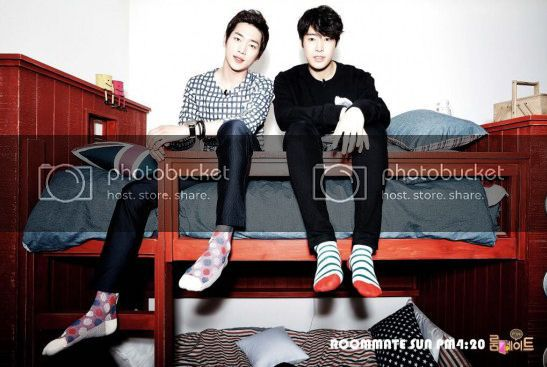 photobucket photobucket
host. store. share. host. store. share.
ROOMMATE SUN PM4:20 룸메이트